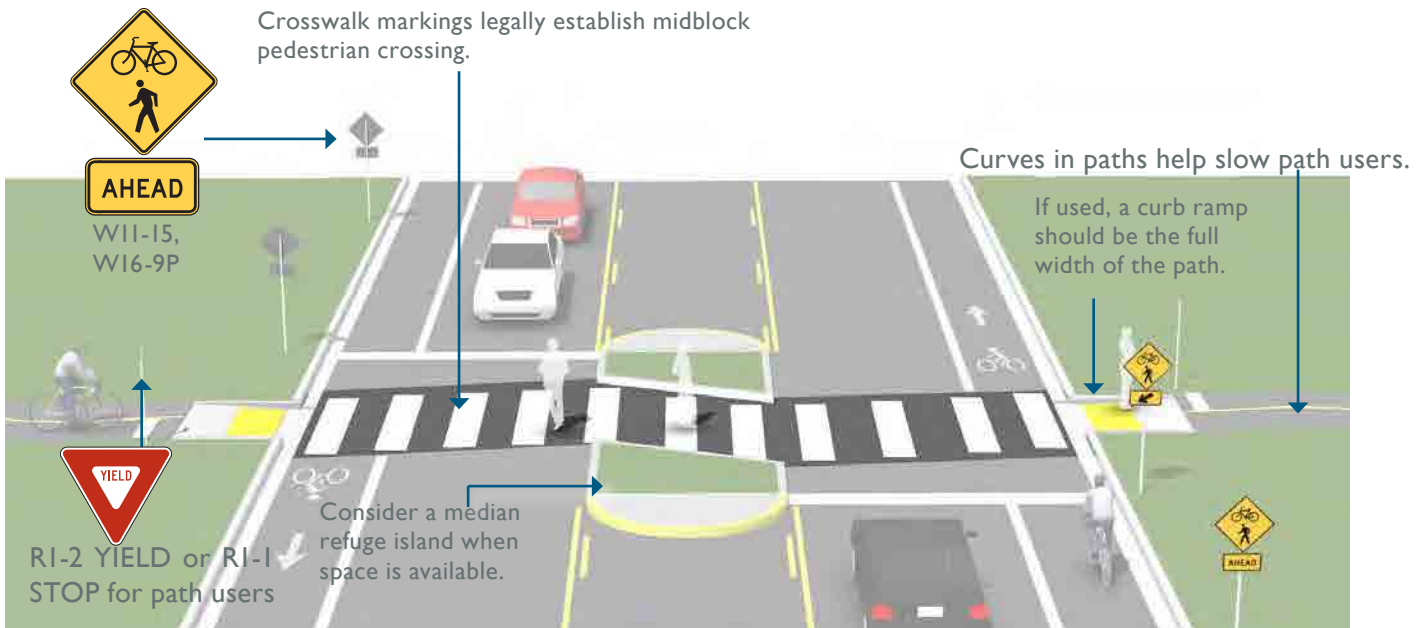 Crosswalk markings legally establish midblock
pedestrian crossing.
AHEAD
W11-15,
W16-9P
Curves in paths help slow path users.
If used, a curb ramp
should be the full
width of the path.
YIELD
R1-2 YIELD or R1-1
STOP for path users
Consider a median
refuge island when
space is available.
AHEAD